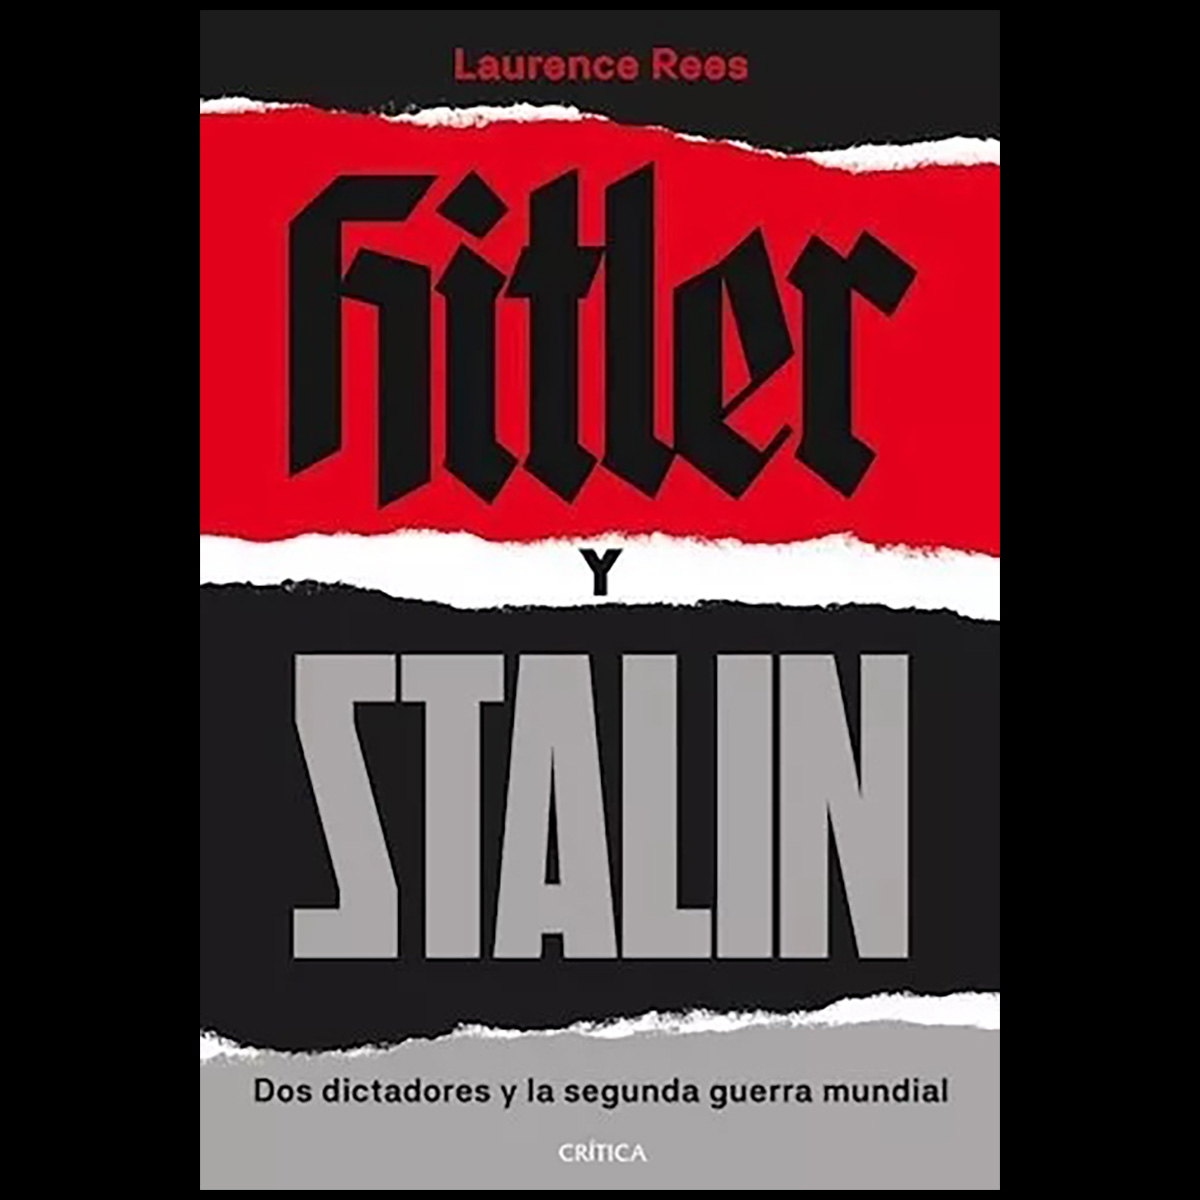 Laurence Rees
hitler
Y
STALIN
Dos dictadores y la segunda guerra mundial
CRÍTICA